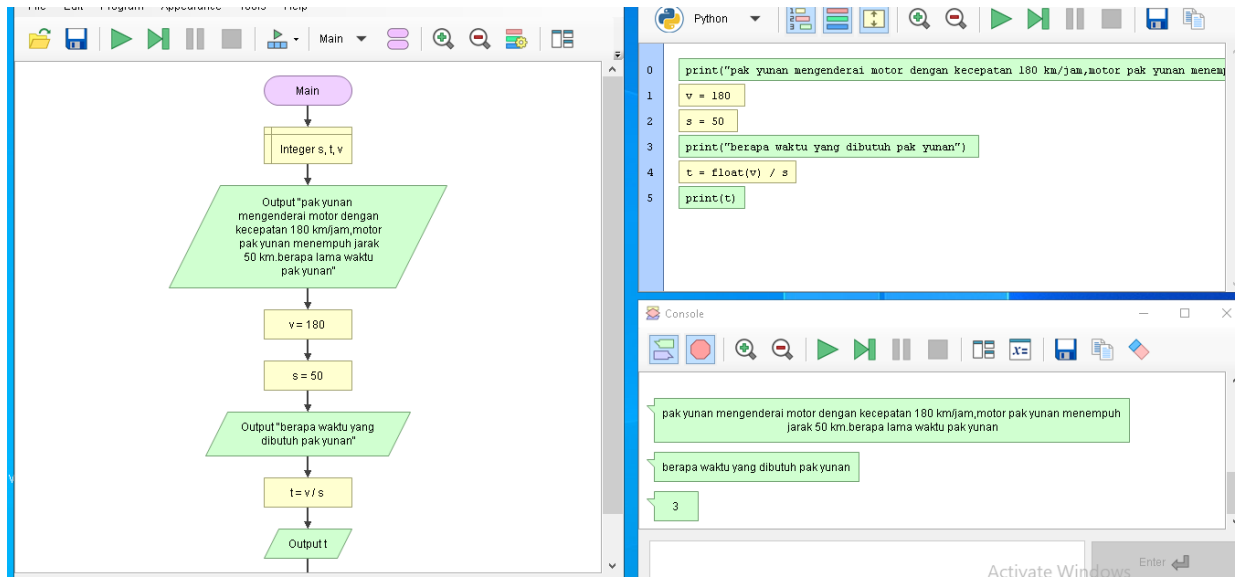 Main
Main
Integer s, t, v
Output "pak yunan
mengenderai motor dengan
kecepatan 180 km/jam,motor
pak yunan menempuh jarak
50 km.berapa lama waktu
pak yunan"
v = 180
s = 50
Output "berapa waktu yang
dibutuh pak yunan"
t = v / s
Output t
Python
0 print("pak yunan mengenderai motor dengan kecepatan 180 km/jam,motor pak yunan menem
1 v = 180
2 s = 50
3 print("berapa waktu yang dibutuh pak yunan")
4 t = float(v) / s
5 print(t)
Console
pak yunan mengenderai motor dengan kecepatan 180 km/jam,motor pak yunan menempuh
jarak 50 km.berapa lama waktu pak yunan
berapa waktu yang dibutuh pak yunan
3
Enter
Activate Windows